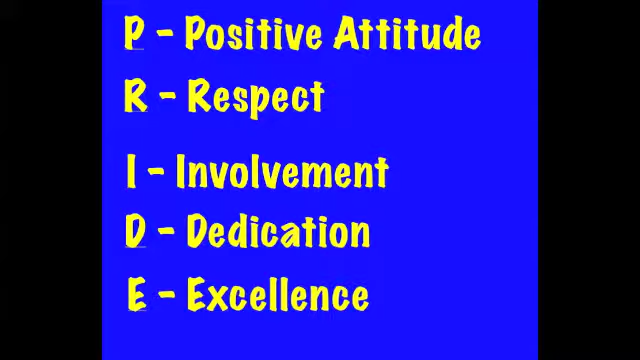 P - Positive Attitude
R - Respect
I - Involvement
D - Dedication
E - Excellence